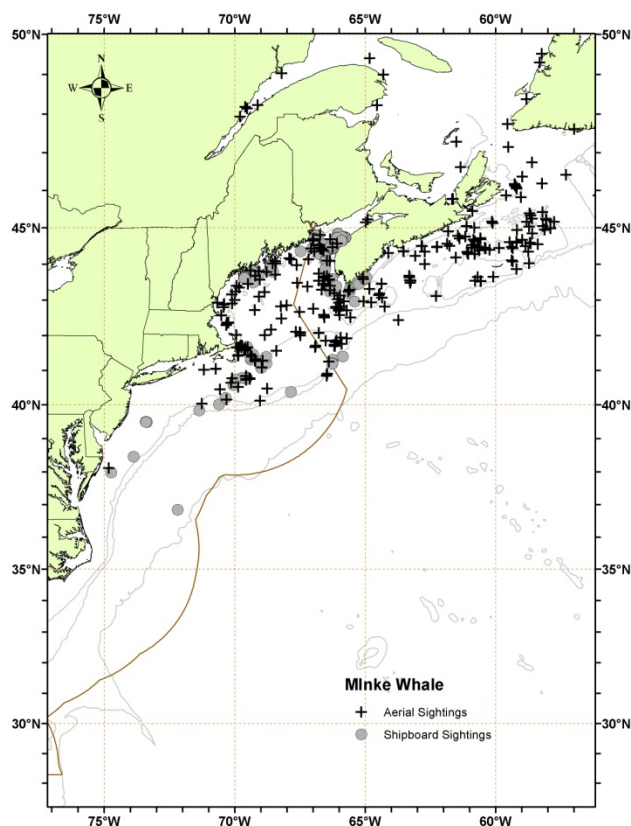 75°W 70°W 65°W 60°W
50°N 50°N
N
W E
S
45°N 45°N
40°N 40°N
35°N 35°N
MInke Whale
Aerial Sightings
Shipboard Sightings
30°N 30°N
75°W 70°W 65°W 60°W